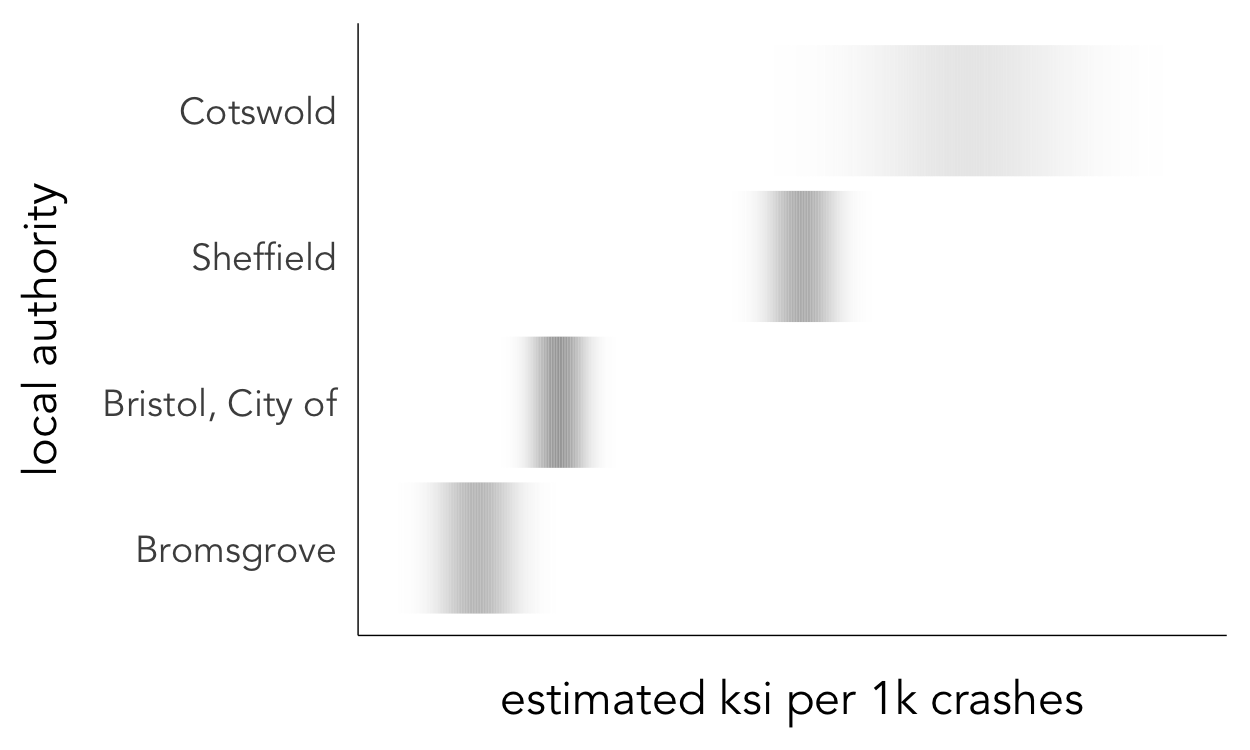 Cotswold
Sheffield
Bristol, City of
Bromsgrove
local authority
estimated ksi per 1k crashes